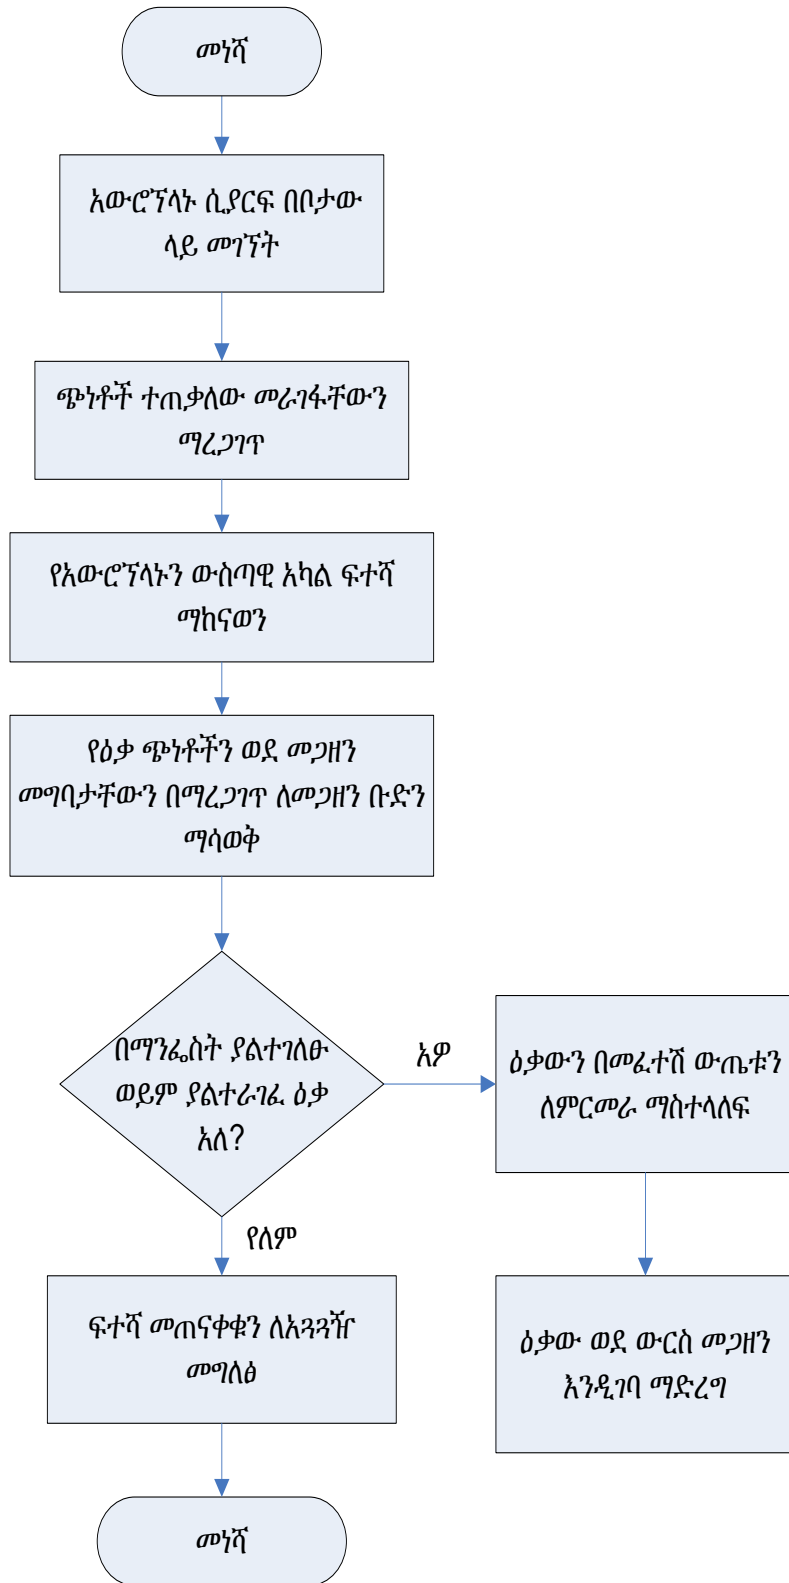 መነሻ
አውሮፕላኑ ሲያርፍ በቦታው
ላይ መገኘት
ጭነቶች ተጠቃለው መራገፋቸውን
ማረጋገጥ
የአውሮፕላኑን ውስጣዊ አካል ፍተሻ
ማከናወን
የዕቃ ጭነቶችን ወደ መጋዘን
መግባታቸውን በማረጋገጥ ለመጋዘን ቡድን
ማሳወቅ
በማንፌስት ያልተገለፁ
ወይም ያልተራገፈ ዕቃ
አለ?
አዎ
ዕቃውን በመፈተሽ ውጤቱን
ለምርመራ ማስተላለፍ
የለም
ፍተሻ መጠናቀቁን ለአጓጓዡ
መግለፅ
ዕቃው ወደ ውርስ መጋዘን
እንዲገባ ማድረግ
መነሻ